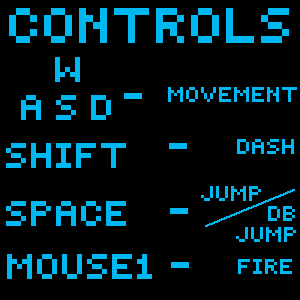 CONTROLS
W
A S D - MOVEMENT
SHIFT - DASH
SPACE - JUMP / DB JUMP
MOUSE1 - FIRE